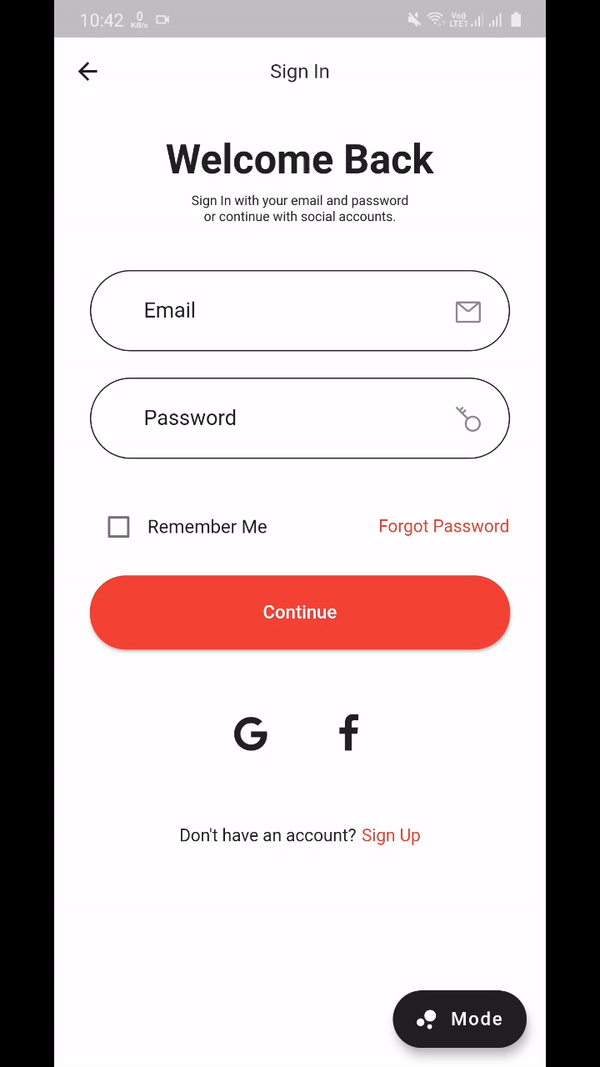 10:42 0 KB/s Vo) LTE1
Sign In
Welcome Back
Sign In with your email and password
or continue with social accounts.
Email
Password
Remember Me Forgot Password
Continue
G f
Don't have an account? Sign Up
Mode